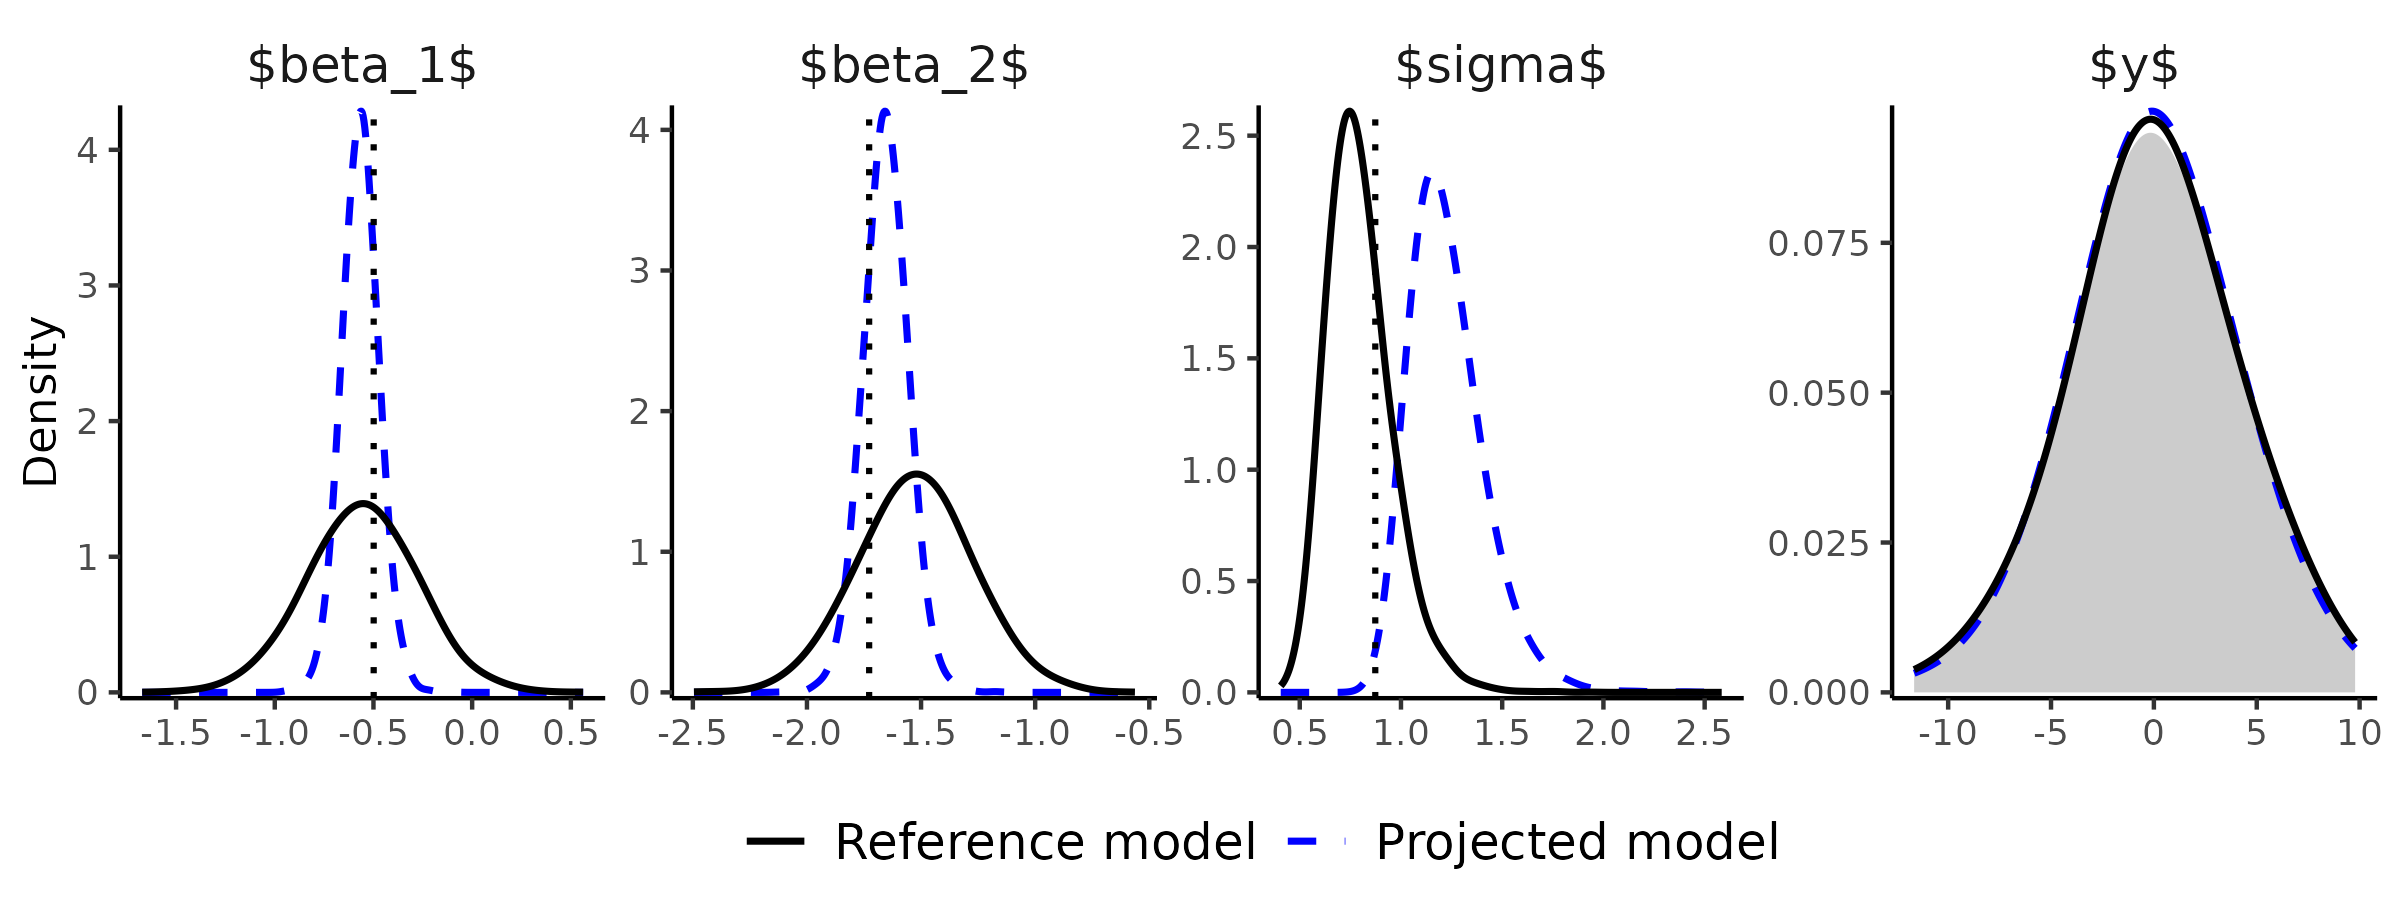 $beta_1$ $beta_2$ $sigma$ $y$
Density
4
3
2
1
0
-1.5 -1.0 -0.5 0.0 0.5
4
3
2
1
0
-2.5 -2.0 -1.5 -1.0 -0.5
2.5
2.0
1.5
1.0
0.5
0.0
0.5 1.0 1.5 2.0 2.5
0.075
0.050
0.025
0.000
-10 -5 0 5 10
Reference model Projected model